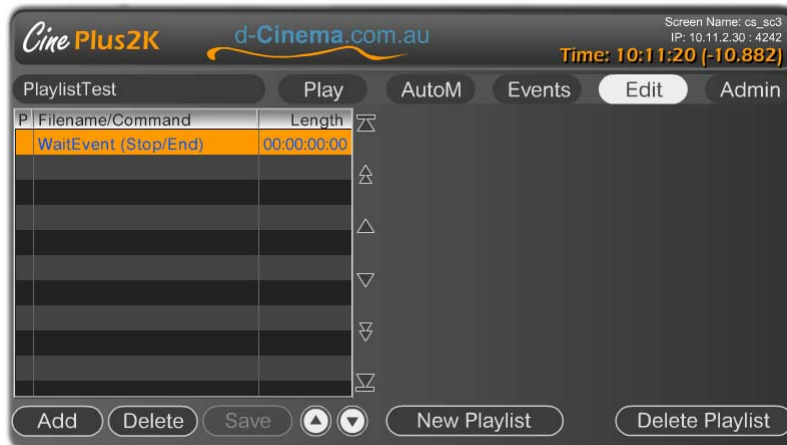 Cine Plus2K
d-Cinema.com.au
Screen Name: cs_sc3
IP: 10.11.2.30 : 4242
Time: 10:11:20 (-10.882)
PlaylistTest
Play
AutoM
Events
Edit
Admin
P Filename/Command Length
WaitEvent (Stop/End) 00:00:00:00
Add
Delete
Save
New Playlist
Delete Playlist